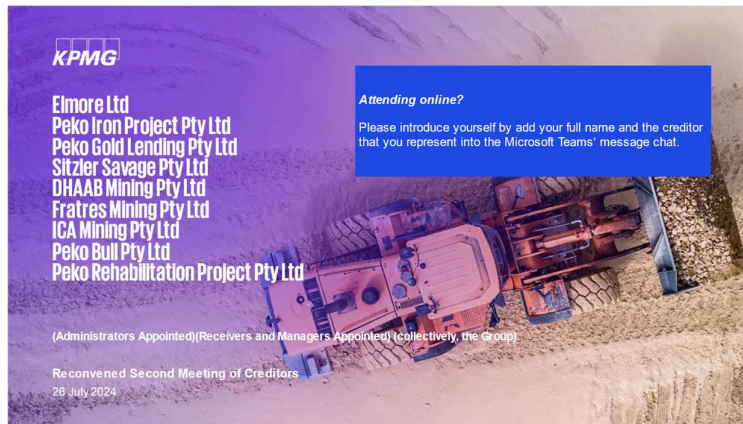 KPMG
Elmore Ltd
Peko Iron Project Pty Ltd
Peko Gold Lending Pty Ltd
Sitzler Savage Pty Ltd
DHAAB Mining Pty Ltd
Fratres Mining Pty Ltd
ICA Mining Pty Ltd
Peko Bull Pty Ltd
Peko Rehabilitation Project Pty Ltd
Attending online?
Please introduce yourself by add your full name and the creditor
that you represent into the Microsoft Teams' message chat.
(Administrators Appointed)(Receivers and Managers Appointed) (collectively, the Group)
Reconvened Second Meeting of Creditors
26 July 2024